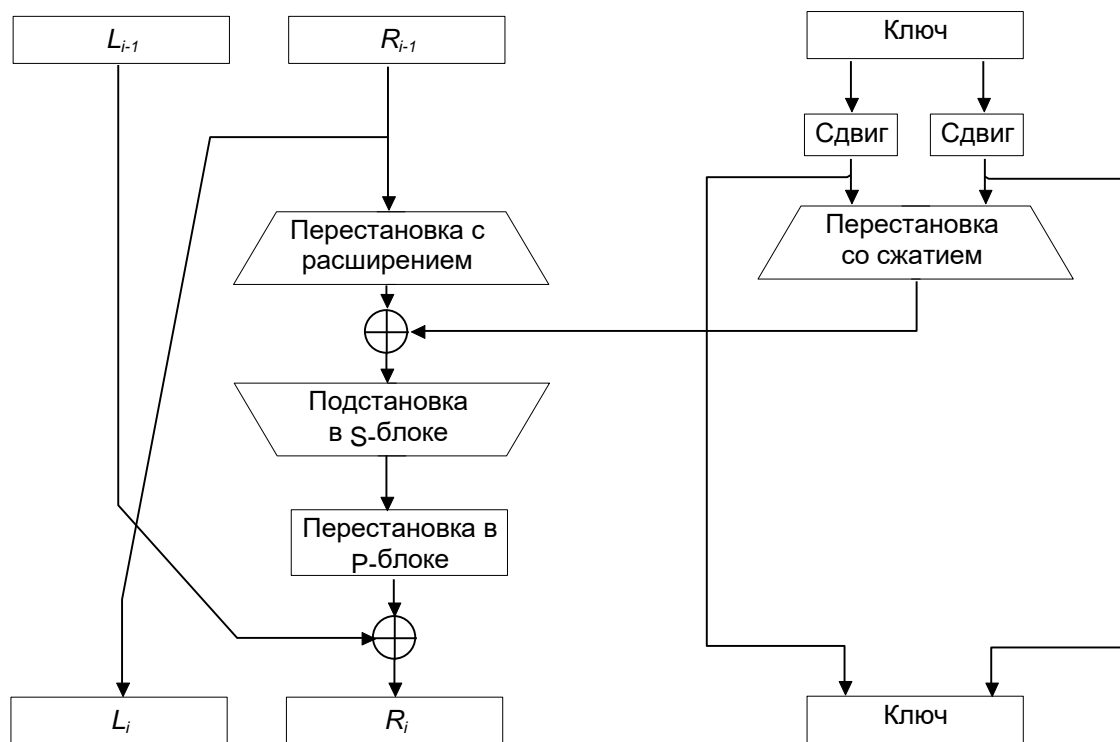 L_{i-1}
R_{i-1}
Ключ
Сдвиг
Сдвиг
Перестановка с
расширением
Перестановка
со сжатием
Подстановка
в S-блоке
Перестановка в
P-блоке
L_i
R_i
Ключ